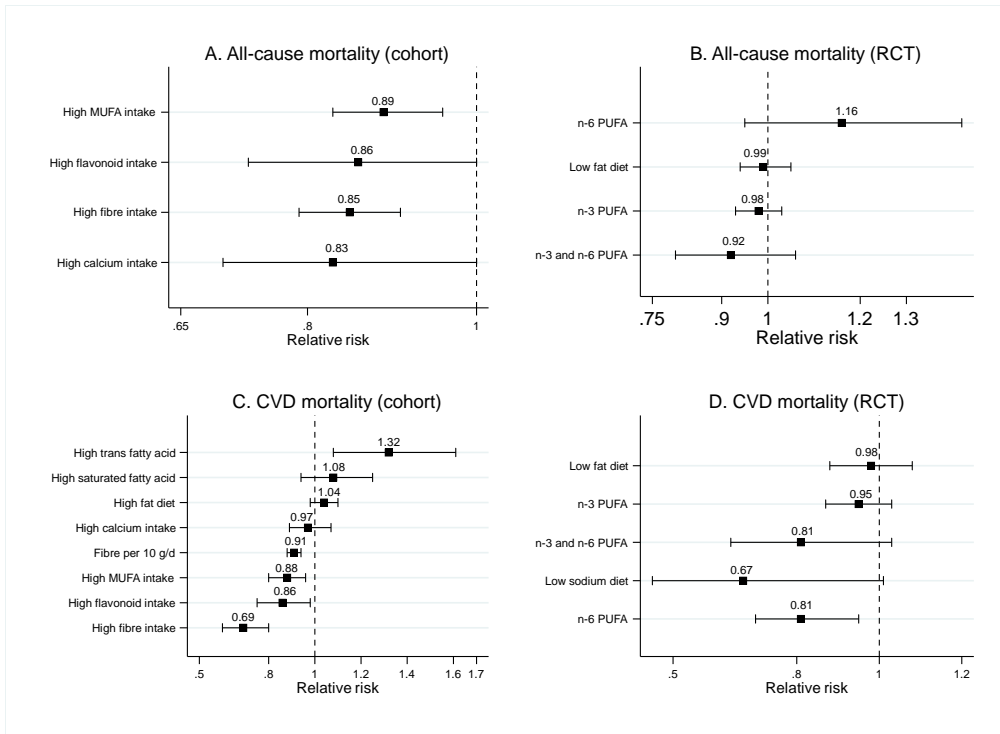 A. All-cause mortality (cohort)
High MUFA intake
0.89
High flavonoid intake
0.86
High fibre intake
0.85
High calcium intake
0.83
.65 .8 1
Relative risk
B. All-cause mortality (RCT)
n-6 PUFA
1.16
Low fat diet
0.99
n-3 PUFA
0.98
n-3 and n-6 PUFA
0.92
.75 .9 1 1.2 1.3
Relative risk
C. CVD mortality (cohort)
High trans fatty acid
1.32
High saturated fatty acid
1.08
High fat diet
1.04
High calcium intake
0.97
Fibre per 10 g/d
0.91
High MUFA intake
0.88
High flavonoid intake
0.86
High fibre intake
0.69
.5 .8 1 1.2 1.4 1.6 1.7
Relative risk
D. CVD mortality (RCT)
Low fat diet
0.98
n-3 PUFA
0.95
n-3 and n-6 PUFA
0.81
Low sodium diet
0.67
n-6 PUFA
0.81
.5 .8 1 1.2
Relative risk